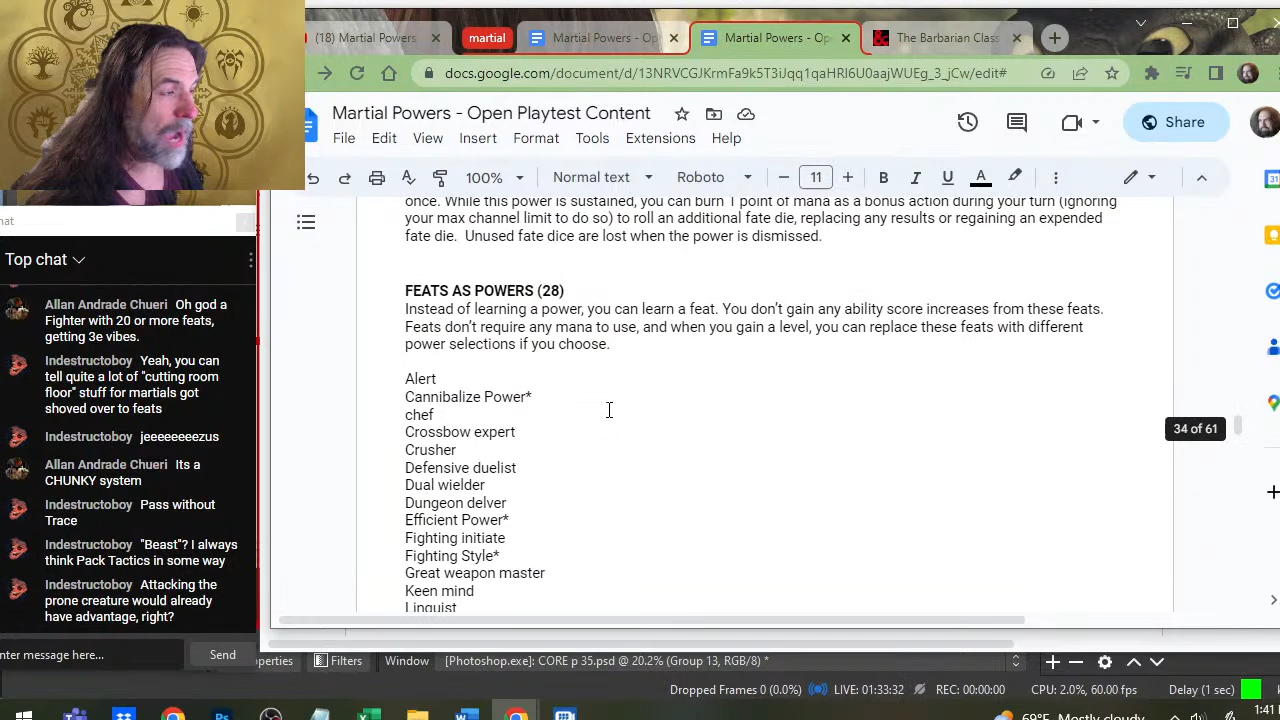 (18) Martial Powers
martial
Martial Powers - Op
Martial Powers - Op
The Barbarian Class
docs.google.com/document/d/13NRVCGJKrmFa9k5T3iJqq1qaHRl6U0aajWUEg_3_jCw/edit#
Martial Powers - Open Playtest Content
File Edit View Insert Format Tools Extensions Help
Share
100% Normal text Roboto 11 B I U A
once. While this power is sustained, you can burn 1 point of mana as a bonus action during your turn (ignoring
your max channel limit to do so) to roll an additional fate die, replacing any results or regaining an expended
fate die. Unused fate dice are lost when the power is dismissed.
FEATS AS POWERS (28)
Instead of learning a power, you can learn a feat. You don’t gain any ability score increases from these feats.
Feats don’t require any mana to use, and when you gain a level, you can replace these feats with different
power selections if you choose.
Alert
Cannibalize Power*
chef
Crossbow expert
Crusher
Defensive duelist
Dual wielder
Dungeon delver
Efficient Power*
Fighting initiate
Fighting Style*
Great weapon master
Keen mind
Linguist
34 of 61
31
hat
Top chat
Allan Andrade Chueri Oh god a
Fighter with 20 or more feats,
getting 3e vibes.
Indestructoboy Yeah, you can
tell quite a lot of "cutting room
floor" stuff for martials got
shoved over to feats
Indestructoboy jeeeeeeezus
Allan Andrade Chueri Its a
CHUNKY system
Indestructoboy Pass without
Trace
Indestructoboy "Beast"? I always
think Pack Tactics in some way
Indestructoboy Attacking the
prone creature would already
have advantage, right?
nter message here...
Send
operties Filters Window [Photoshop.exe]: CORE p 35.psd @ 20.2% (Group 13, RGB/8) *
Dropped Frames 0 (0.0%) LIVE: 01:33:32 REC: 00:00:00 CPU: 2.0%, 60.00 fps Delay (1 sec)
69°F Mostly cloudy
1:41